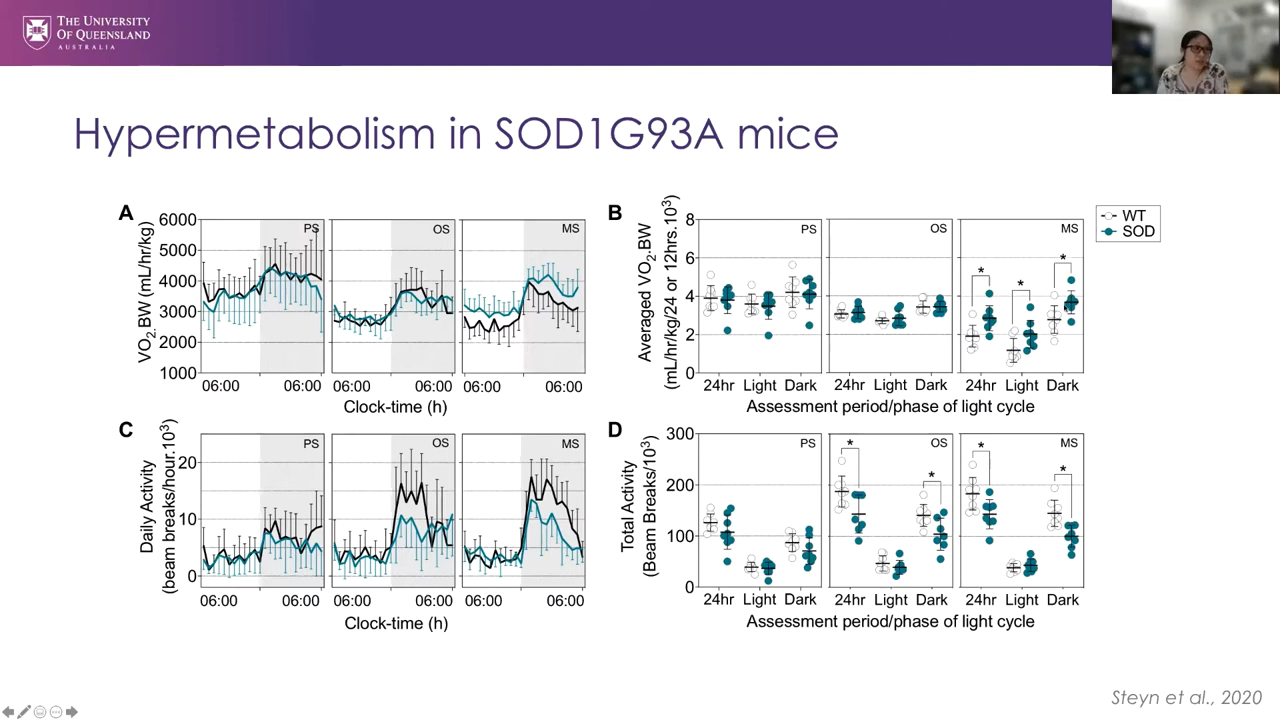 THE UNIVERSITY
OF QUEENSLAND
AUSTRALIA
Hypermetabolism in SOD1G93A mice
A
VO2.BW (mL/hr/kg)
6000
5000
4000
3000
2000
1000
PS
OS
MS
06:00 06:00 06:00 06:00 06:00 06:00
Clock-time (h)
B
Averaged VO2.BW
(mL/hr/kg/24 or 12hrs.10³)
8
6
4
2
0
PS
OS
MS
* * *
24hr Light Dark 24hr Light Dark 24hr Light Dark
Assessment period/phase of light cycle
WT
SOD
C
Daily Activity
(beam breaks/hour.10³)
20
10
0
PS
OS
MS
06:00 06:00 06:00 06:00 06:00 06:00
Clock-time (h)
D
Total Activity
(Beam Breaks/10³)
300
200
100
0
PS
OS
MS
* * * *
24hr Light Dark 24hr Light Dark 24hr Light Dark
Assessment period/phase of light cycle
Steyn et al., 2020